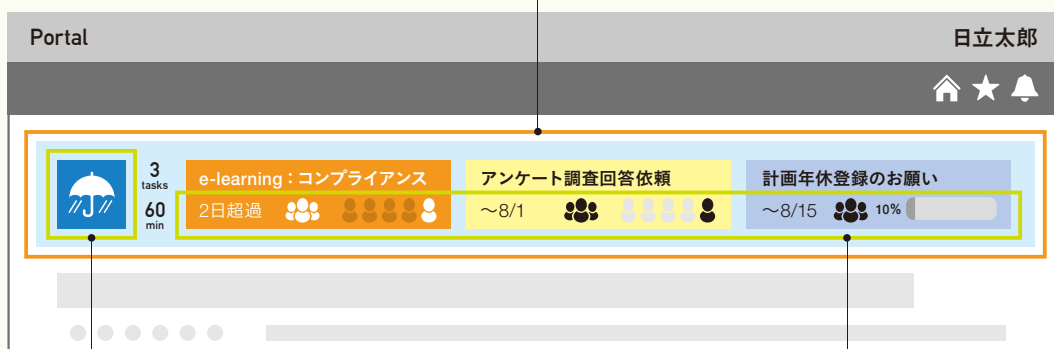 Portal
日立太郎
3
tasks
60
min
e-learning：コンプライアンス
2日超過
アンケート調査回答依頼
～8/1
計画年休登録のお願い
～8/15 10%